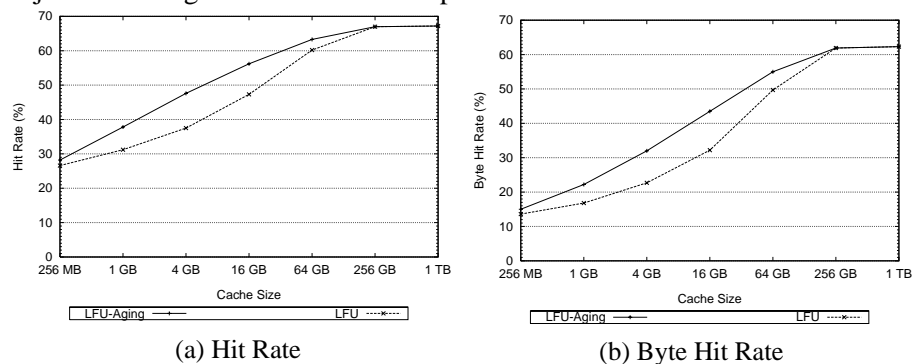 70
60
50
40
30
20
10
0
Hit Rate (%)
256 MB 1 GB 4 GB 16 GB 64 GB 256 GB 1 TB
Cache Size
LFU-Aging LFU
(a) Hit Rate
70
60
50
40
30
20
10
0
Byte Hit Rate (%)
256 MB 1 GB 4 GB 16 GB 64 GB 256 GB 1 TB
Cache Size
LFU-Aging LFU
(b) Byte Hit Rate